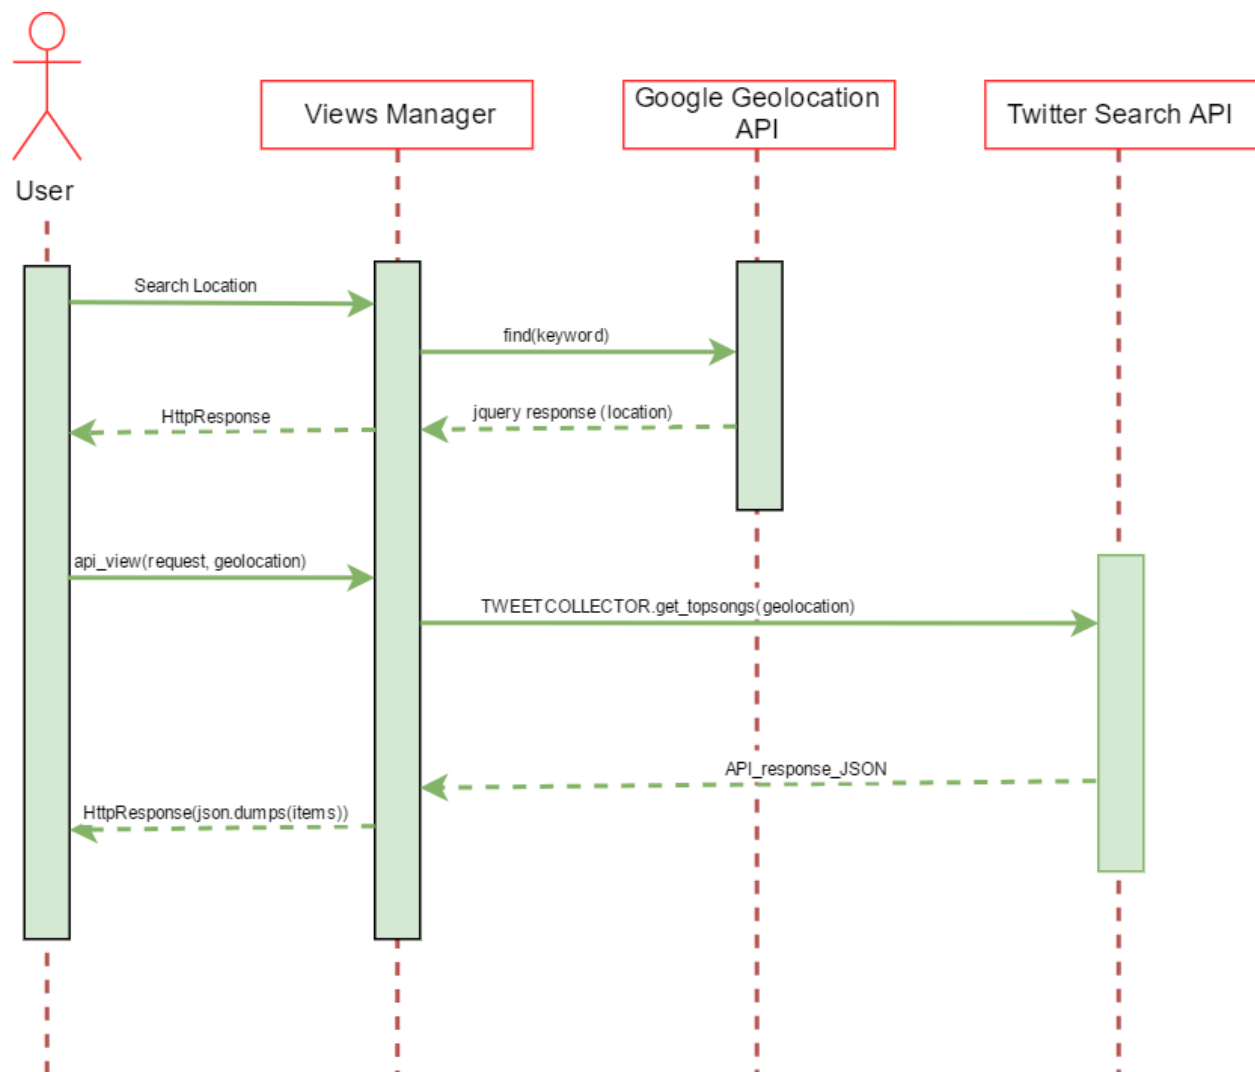 User
Views Manager
Google Geolocation
API
Twitter Search API
Search Location
find(keyword)
HttpResponse
jquery response (location)
api_view(request, geolocation)
TWEETCOLLECTOR.get_topsongs(geolocation)
API_response_JSON
HttpResponse(json.dumps(items))